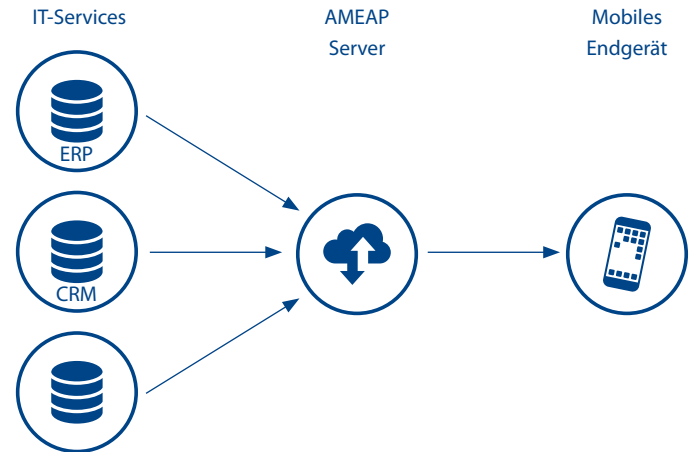 IT-Services
AMEAP
Server
Mobiles
Endgerät
ERP
CRM